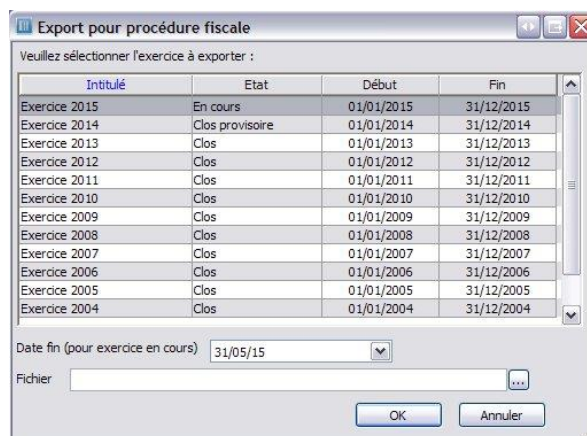 Export pour procédure fiscale
Veuillez sélectionner l'exercice à exporter :
Intitulé Etat Début Fin
Exercice 2015 En cours 01/01/2015 31/12/2015
Exercice 2014 Clos provisoire 01/01/2014 31/12/2014
Exercice 2013 Clos 01/01/2013 31/12/2013
Exercice 2012 Clos 01/01/2012 31/12/2012
Exercice 2011 Clos 01/01/2011 31/12/2011
Exercice 2010 Clos 01/01/2010 31/12/2010
Exercice 2009 Clos 01/01/2009 31/12/2009
Exercice 2008 Clos 01/01/2008 31/12/2008
Exercice 2007 Clos 01/01/2007 31/12/2007
Exercice 2006 Clos 01/01/2006 31/12/2006
Exercice 2005 Clos 01/01/2005 31/12/2005
Exercice 2004 Clos 01/01/2004 31/12/2004
Date fin (pour exercice en cours) 31/05/15
Fichier ...
OK Annuler